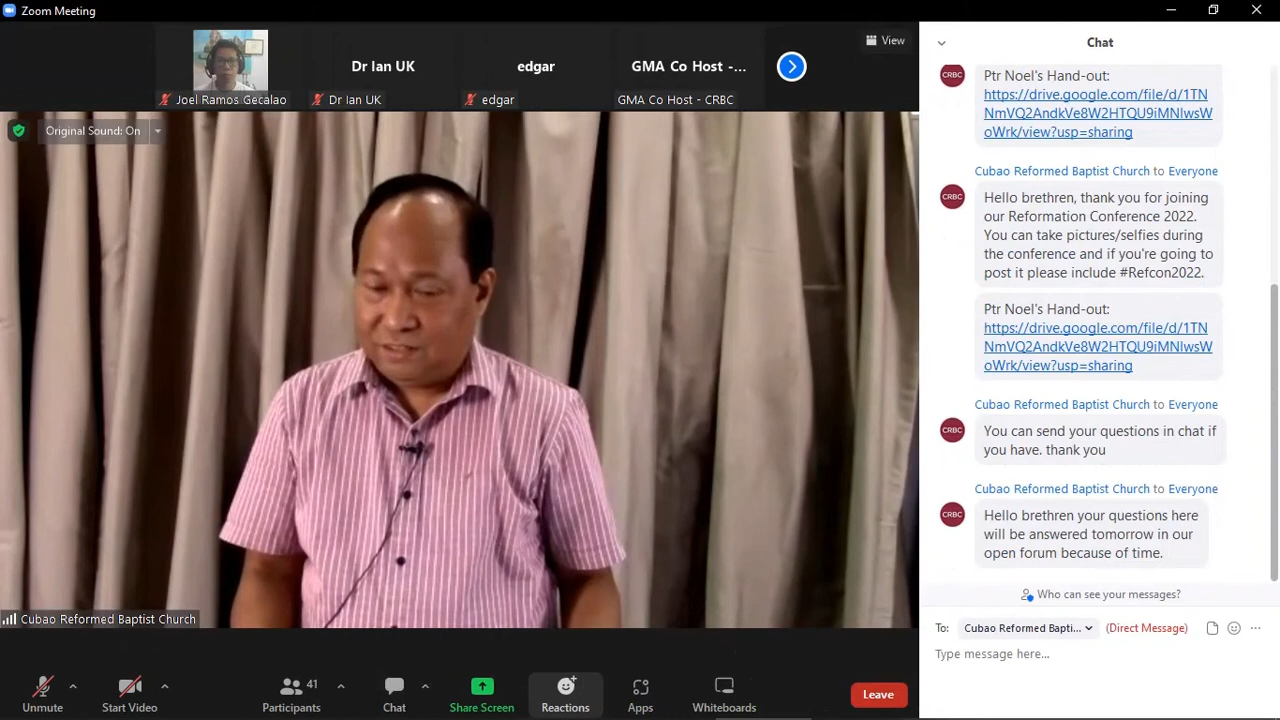 Zoom Meeting
View
Dr Ian UK
edgar
GMA Co Host -...
Joel Ramos Gecalao
Dr Ian UK
edgar
GMA Co Host - CRBC
Original Sound: On
Cubao Reformed Baptist Church
Chat
CRBC
Ptr Noel's Hand-out:
https://drive.google.com/file/d/1TN
NmVQ2AndkVe8W2HTQU9iMNIwsW
oWrk/view?usp=sharing
Cubao Reformed Baptist Church to Everyone
CRBC
Hello brethren, thank you for joining
our Reformation Conference 2022.
You can take pictures/selfies during
the conference and if you're going to
post it please include #Refcon2022.
Ptr Noel's Hand-out:
https://drive.google.com/file/d/1TN
NmVQ2AndkVe8W2HTQU9iMNIwsW
oWrk/view?usp=sharing
Cubao Reformed Baptist Church to Everyone
CRBC
You can send your questions in chat if
you have. thank you
Cubao Reformed Baptist Church to Everyone
CRBC
Hello brethren your questions here
will be answered tomorrow in our
open forum because of time.
Who can see your messages?
To: Cubao Reformed Bapti... (Direct Message)
Type message here...
Unmute
Start Video
41
Participants
Chat
Share Screen
Reactions
Apps
Whiteboards
Leave